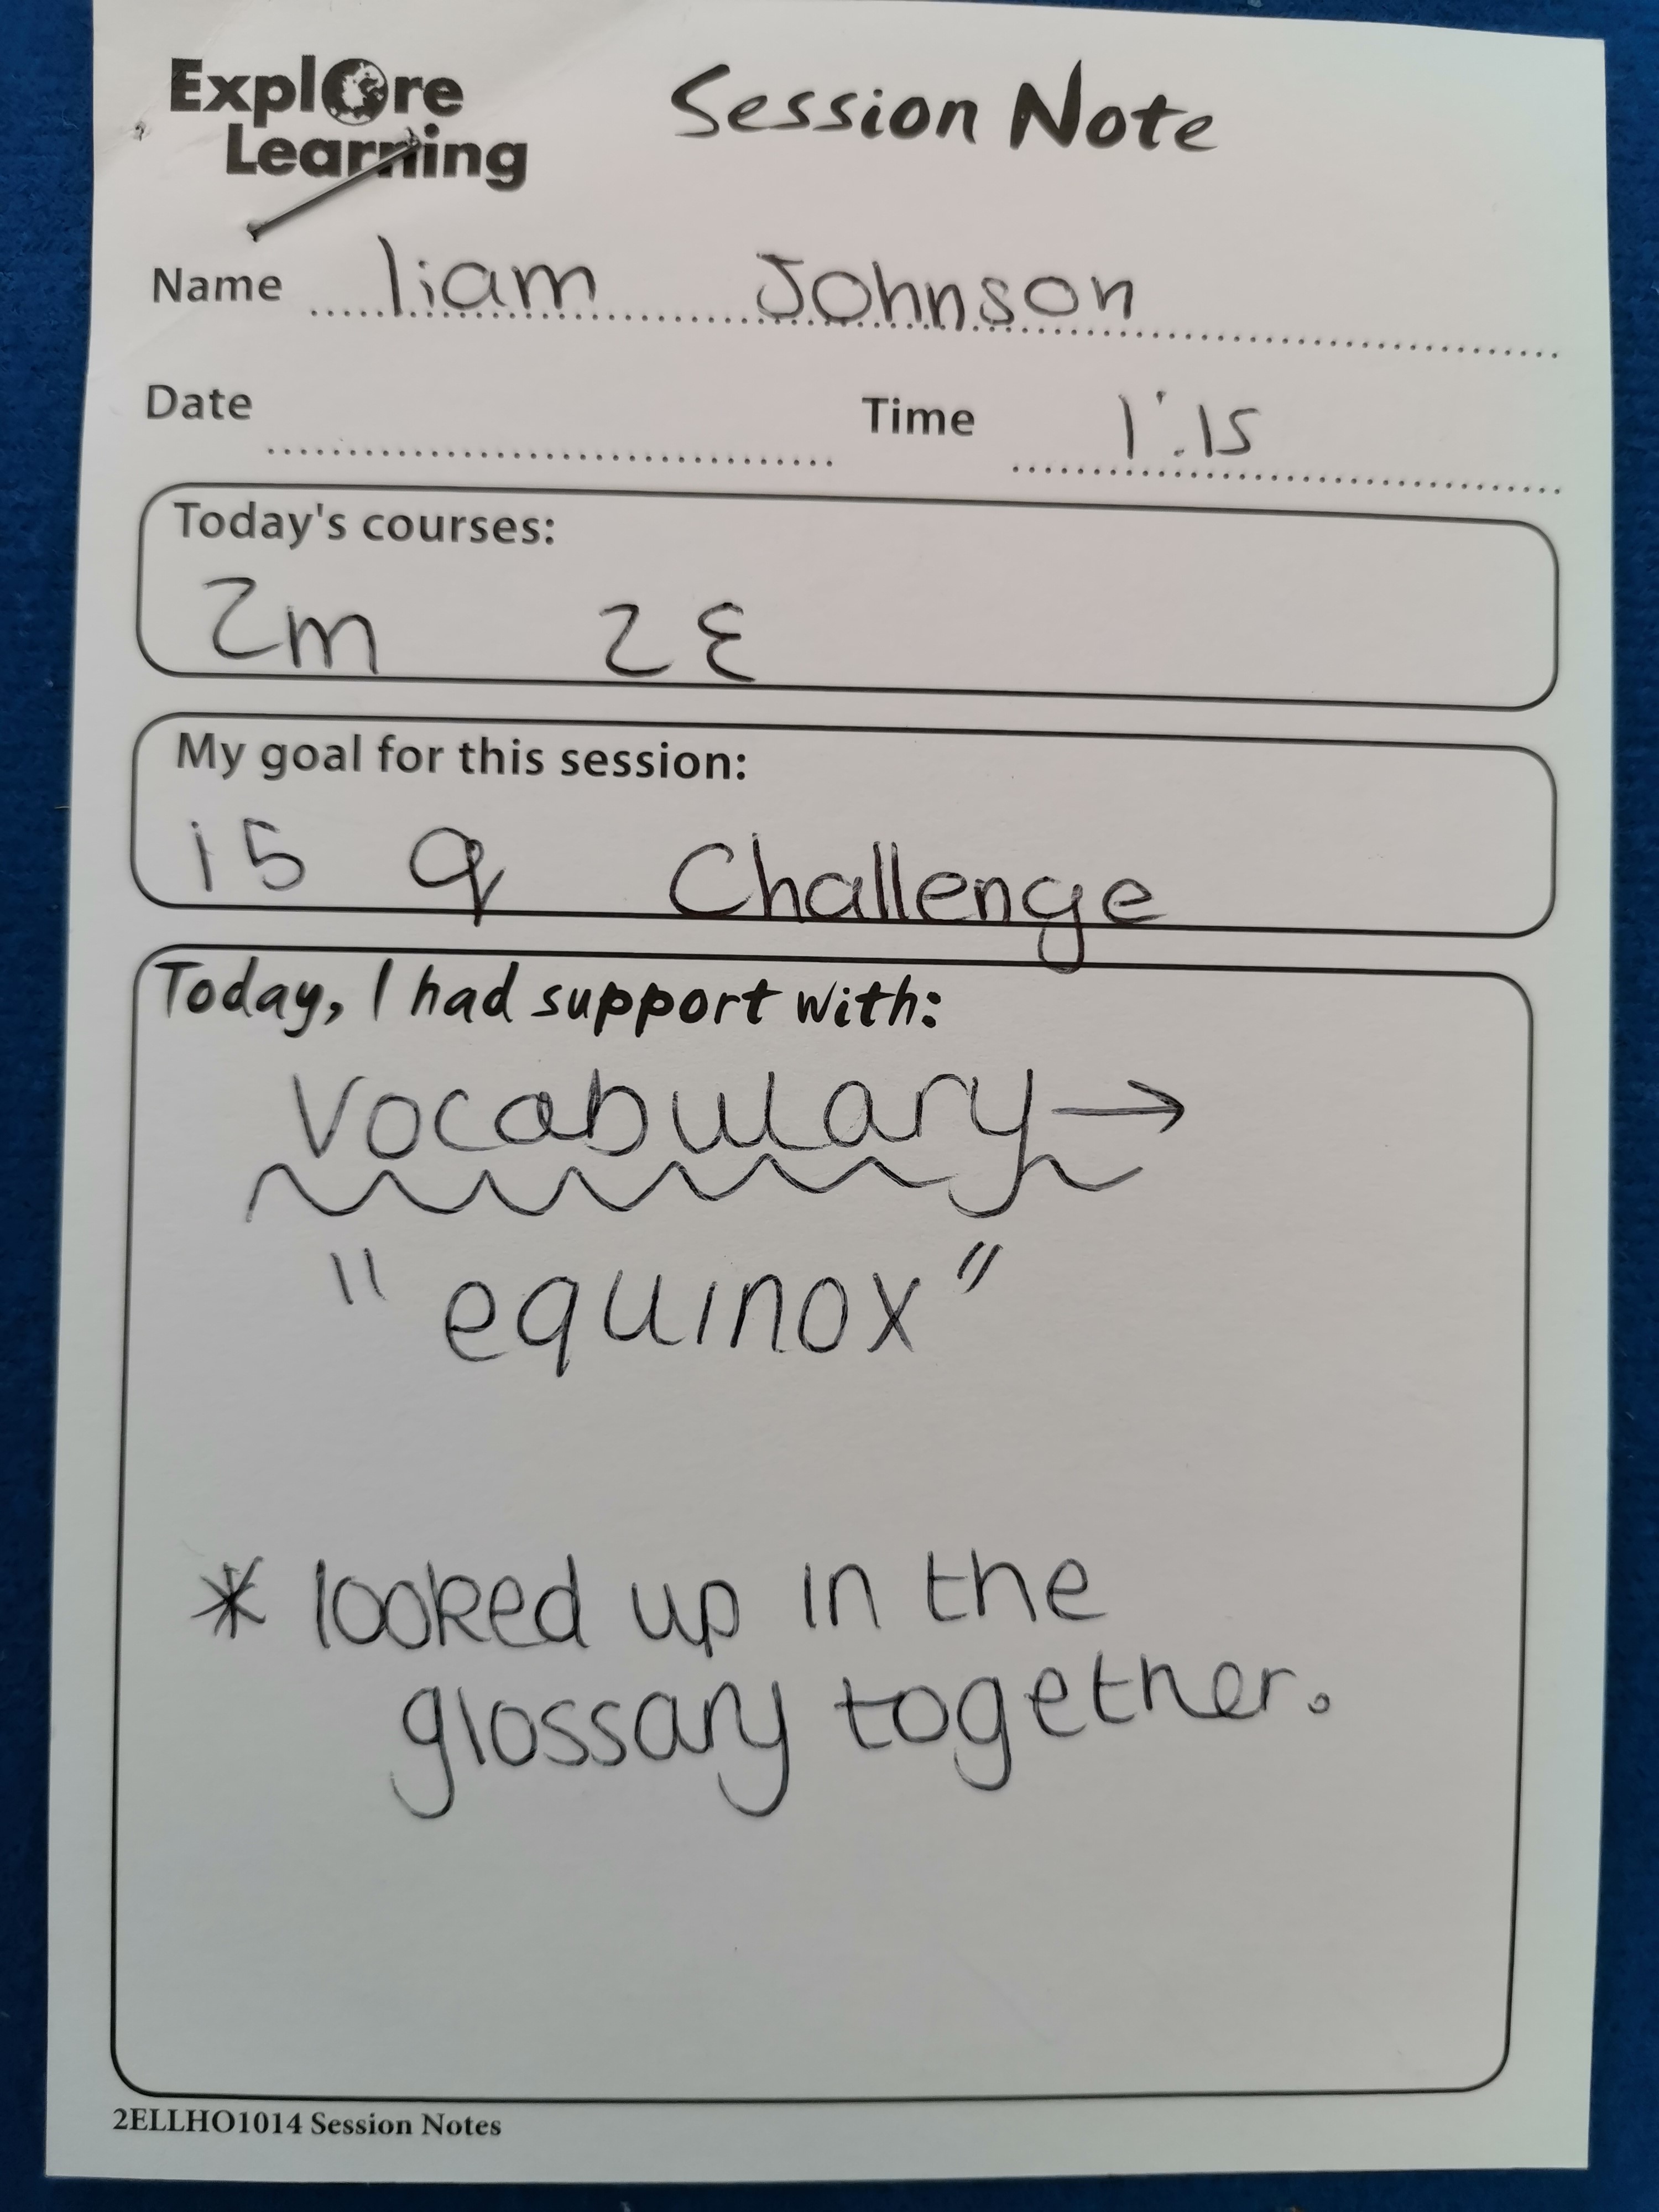 Explore
Learning
Session Note
Name liam Johnson
Date
Time 1:15
Today's courses:
2m 2E
My goal for this session:
15 q Challenge
Today, I had support with:
Vocabulary →
"equinox"
* looked up in the
glossary together.
2ELLHO1014 Session Notes